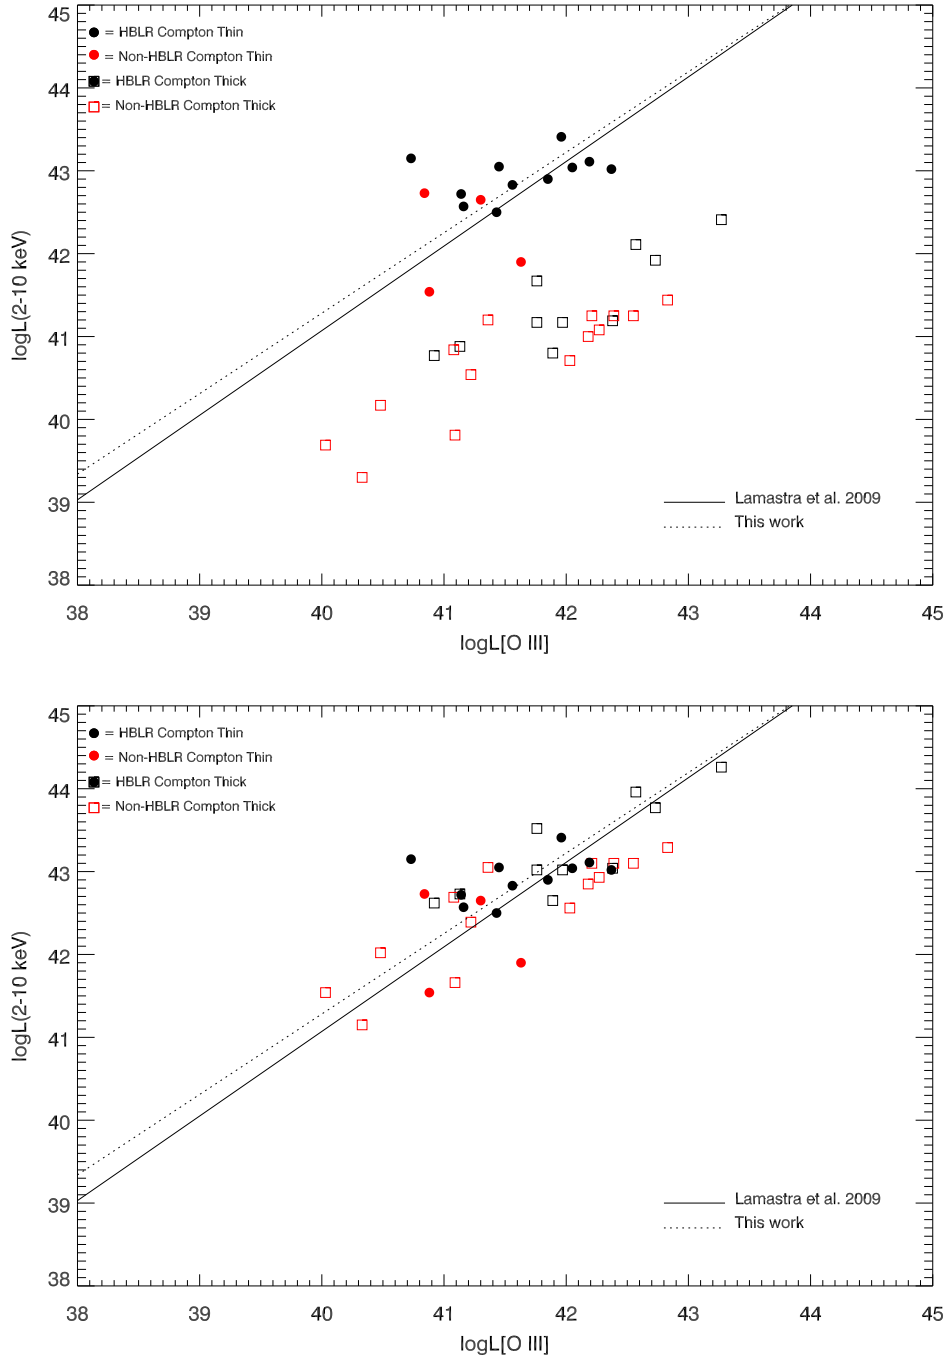 45
44
43
42
41
40
39
38
logL(2-10 keV)
= HBLR Compton Thin
= Non-HBLR Compton Thin
= HBLR Compton Thick
= Non-HBLR Compton Thick
Lamastra et al. 2009
This work
38 39 40 41 42 43 44 45
logL[O III]
45
44
43
42
41
40
39
38
logL(2-10 keV)
= HBLR Compton Thin
= Non-HBLR Compton Thin
= HBLR Compton Thick
= Non-HBLR Compton Thick
Lamastra et al. 2009
This work
38 39 40 41 42 43 44 45
logL[O III]